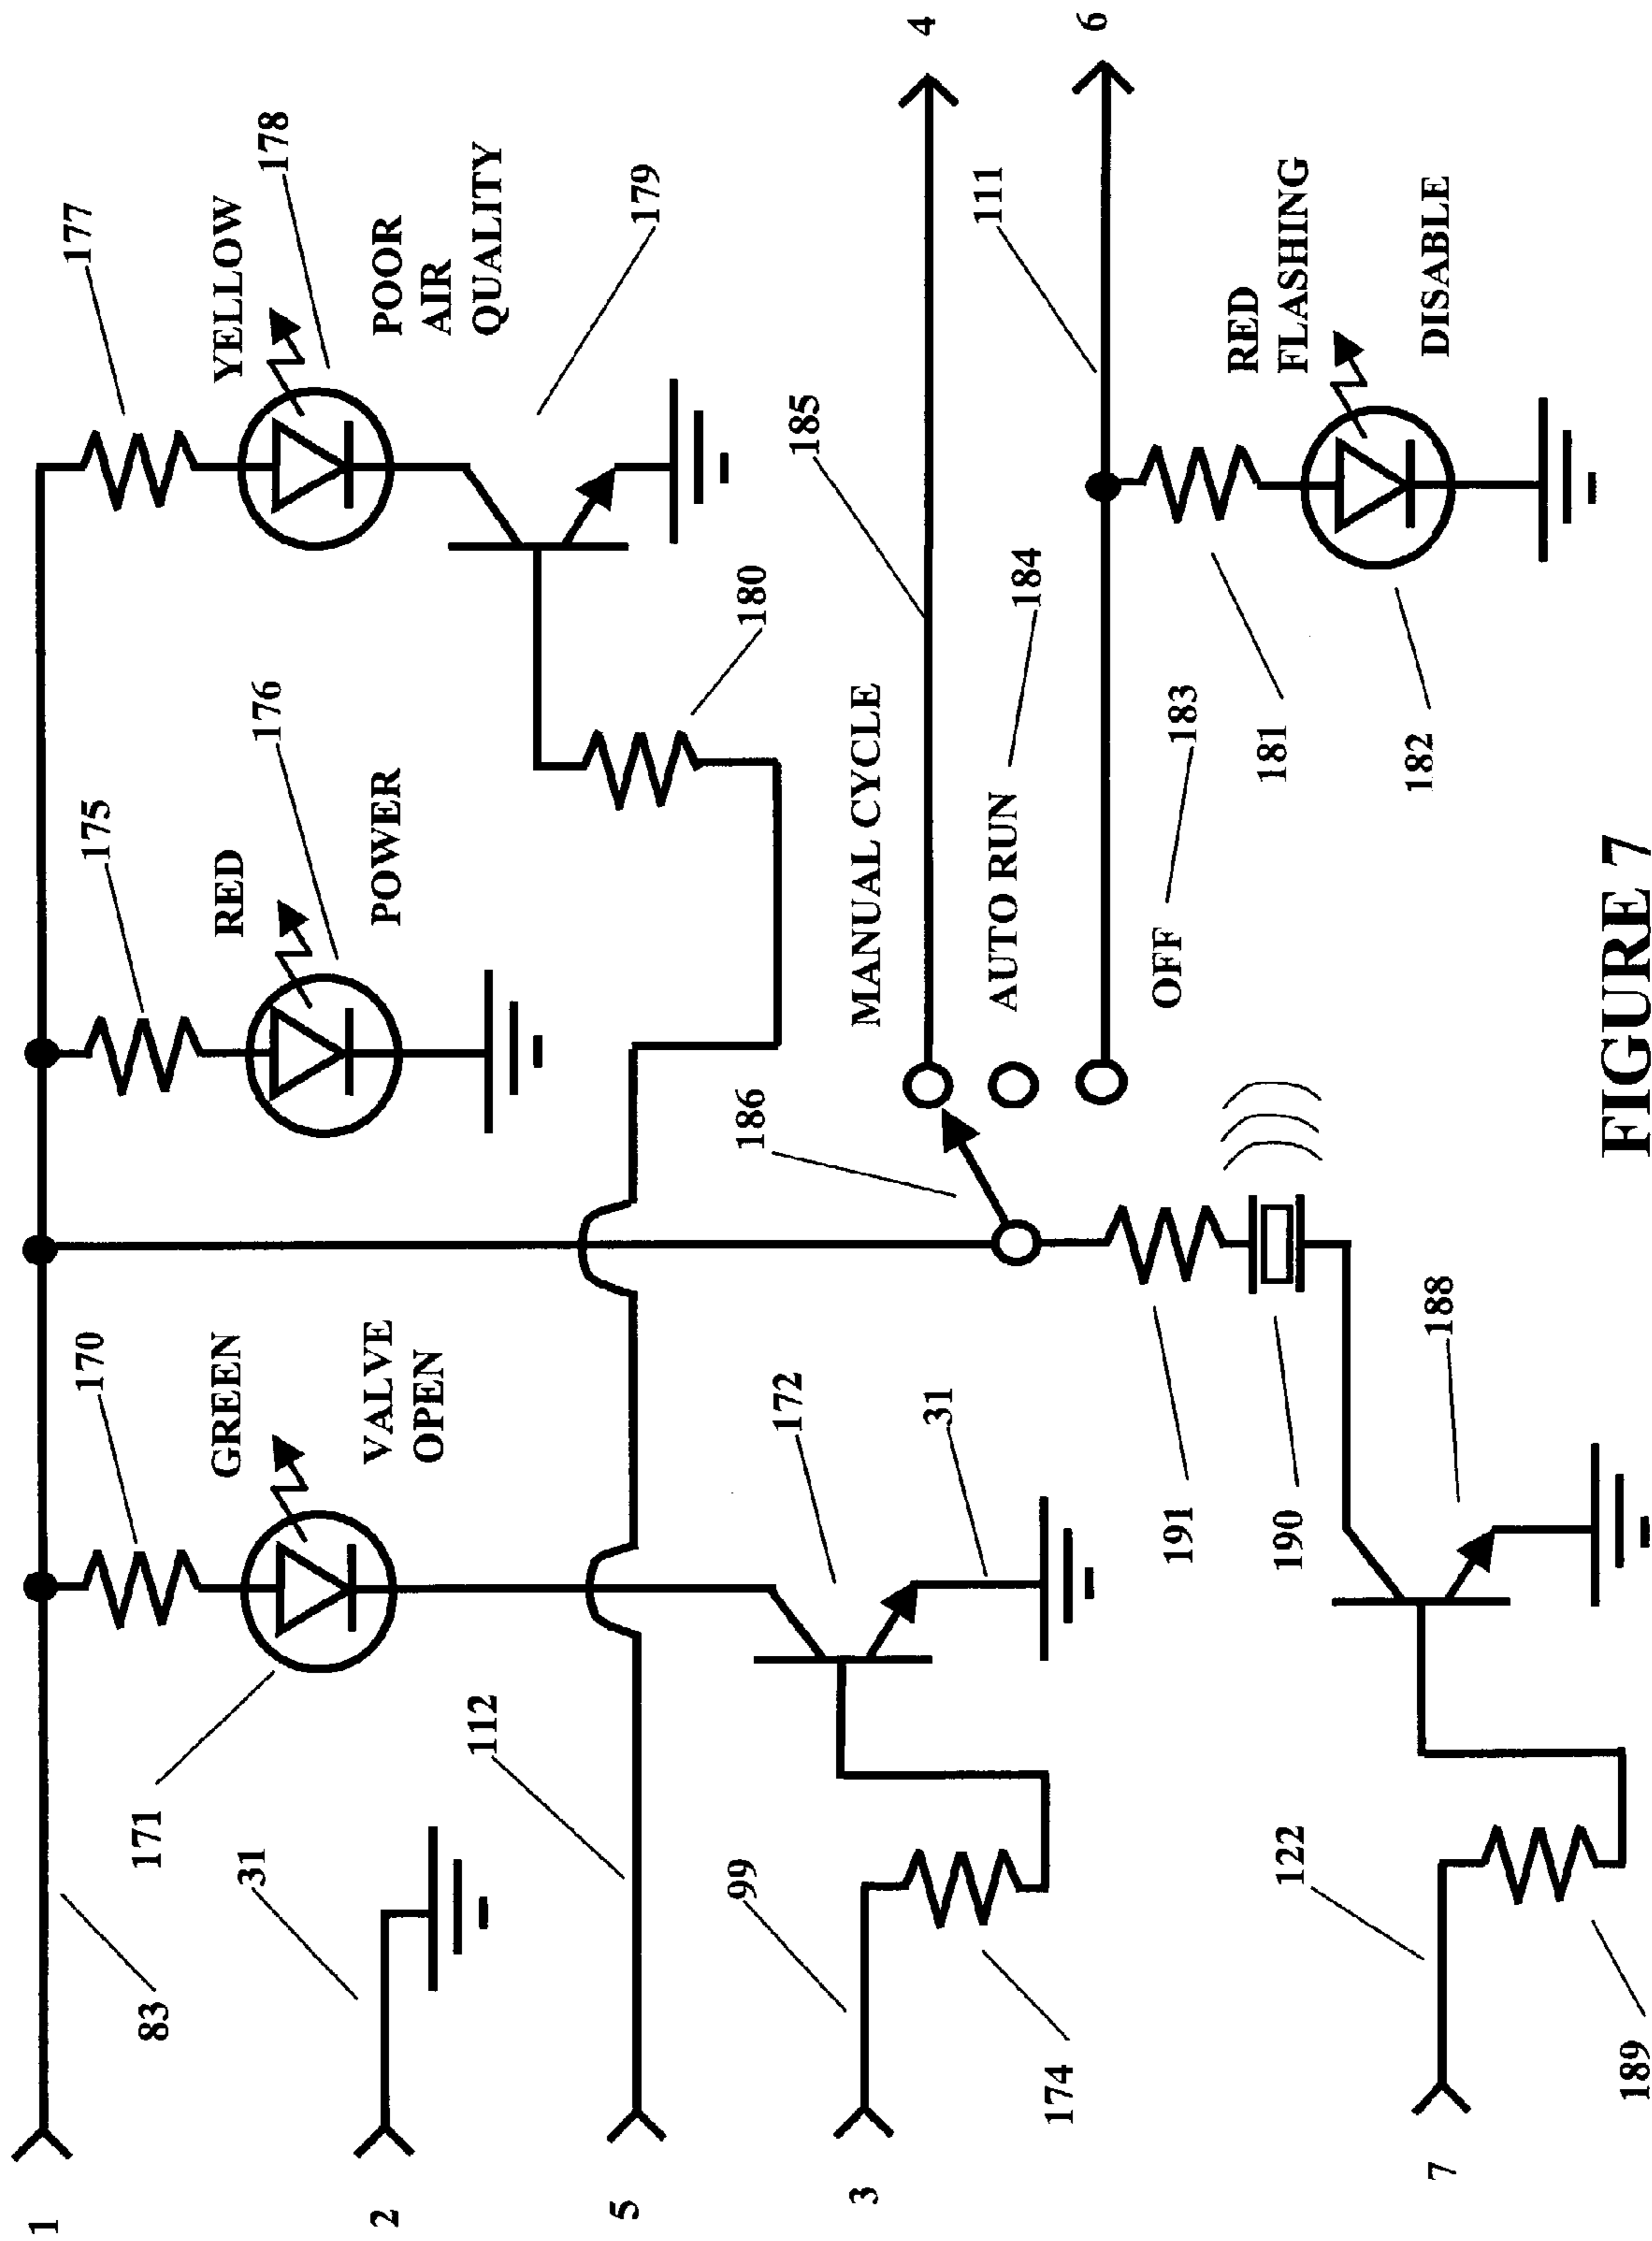 1
83
2
31
5
112
3
99
174
7
122
189
171
170
GREEN
VALVE
OPEN
172
31
188
191
190
186
175
RED
176
POWER
MANUAL CYCLE
185
4
AUTO RUN
184
OFF
183
111
6
177
YELLOW
178
POOR
AIR
QUALITY
179
180
181
182
RED
FLASHING
DISABLE
FIGURE 7